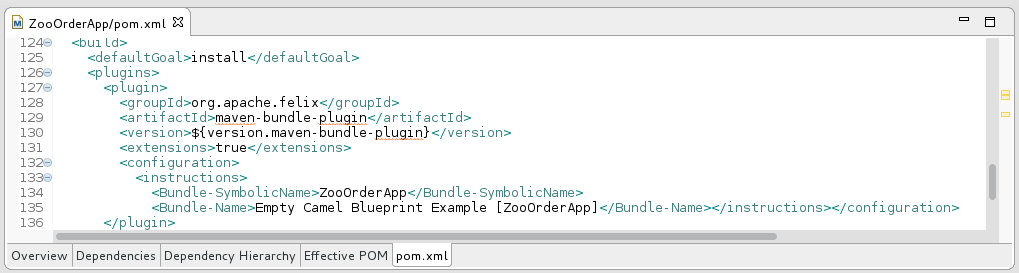 ZooOrderApp/pom.xml
124 <build>
125 <defaultGoal>install</defaultGoal>
126 <plugins>
127 <plugin>
128 <groupId>org.apache.felix</groupId>
129 <artifactId>maven-bundle-plugin</artifactId>
130 <version>${version.maven-bundle-plugin}</version>
131 <extensions>true</extensions>
132 <configuration>
133 <instructions>
134 <Bundle-SymbolicName>ZooOrderApp</Bundle-SymbolicName>
135 <Bundle-Name>Empty Camel Blueprint Example [ZooOrderApp]</Bundle-Name></instructions></configuration>
136 </plugin>
Overview Dependencies Dependency Hierarchy Effective POM pom.xml